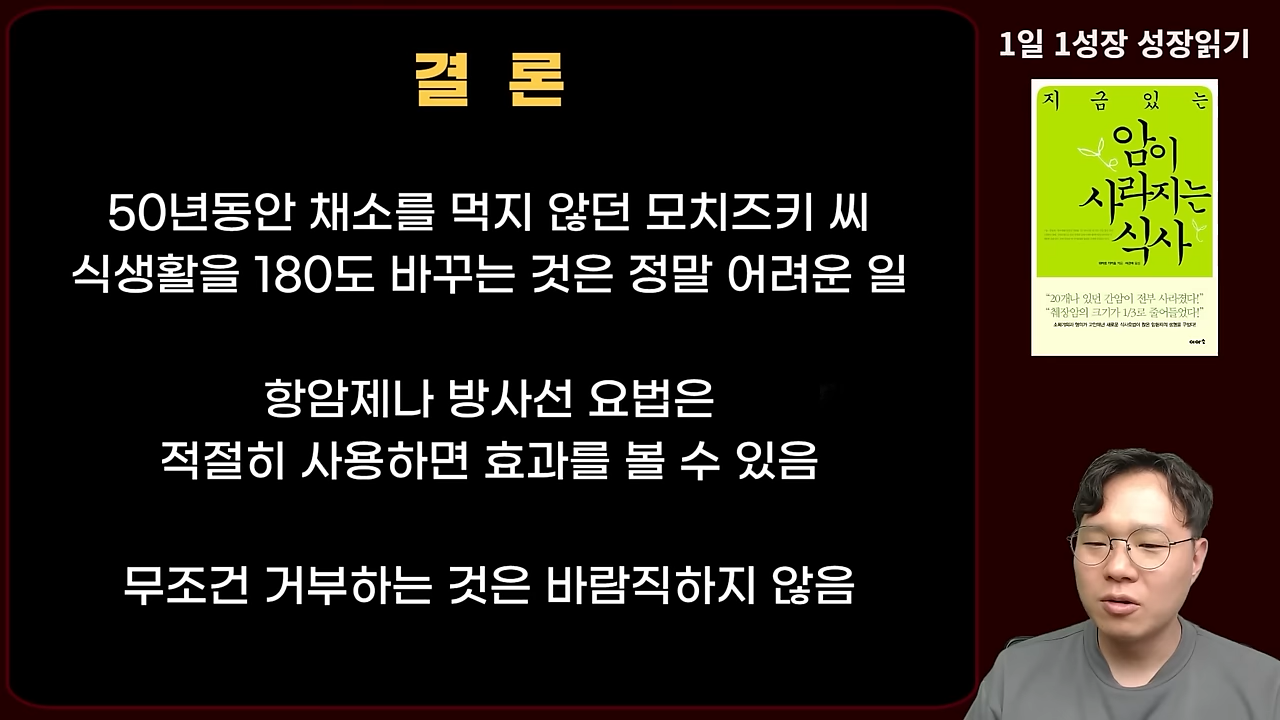 결 론
50년동안 채소를 먹지 않던 모치즈키 씨
식생활을 180도 바꾸는 것은 정말 어려운 일
항암제나 방사선 요법은
적절히 사용하면 효과를 볼 수 있음
무조건 거부하는 것은 바람직하지 않음
1일 1성장 성장읽기
지금있는
암이
사라지는
식사
“20개나 있던 간암이 전부 사라졌다!”
“췌장암의 크기가 1/3로 줄어들었다!”